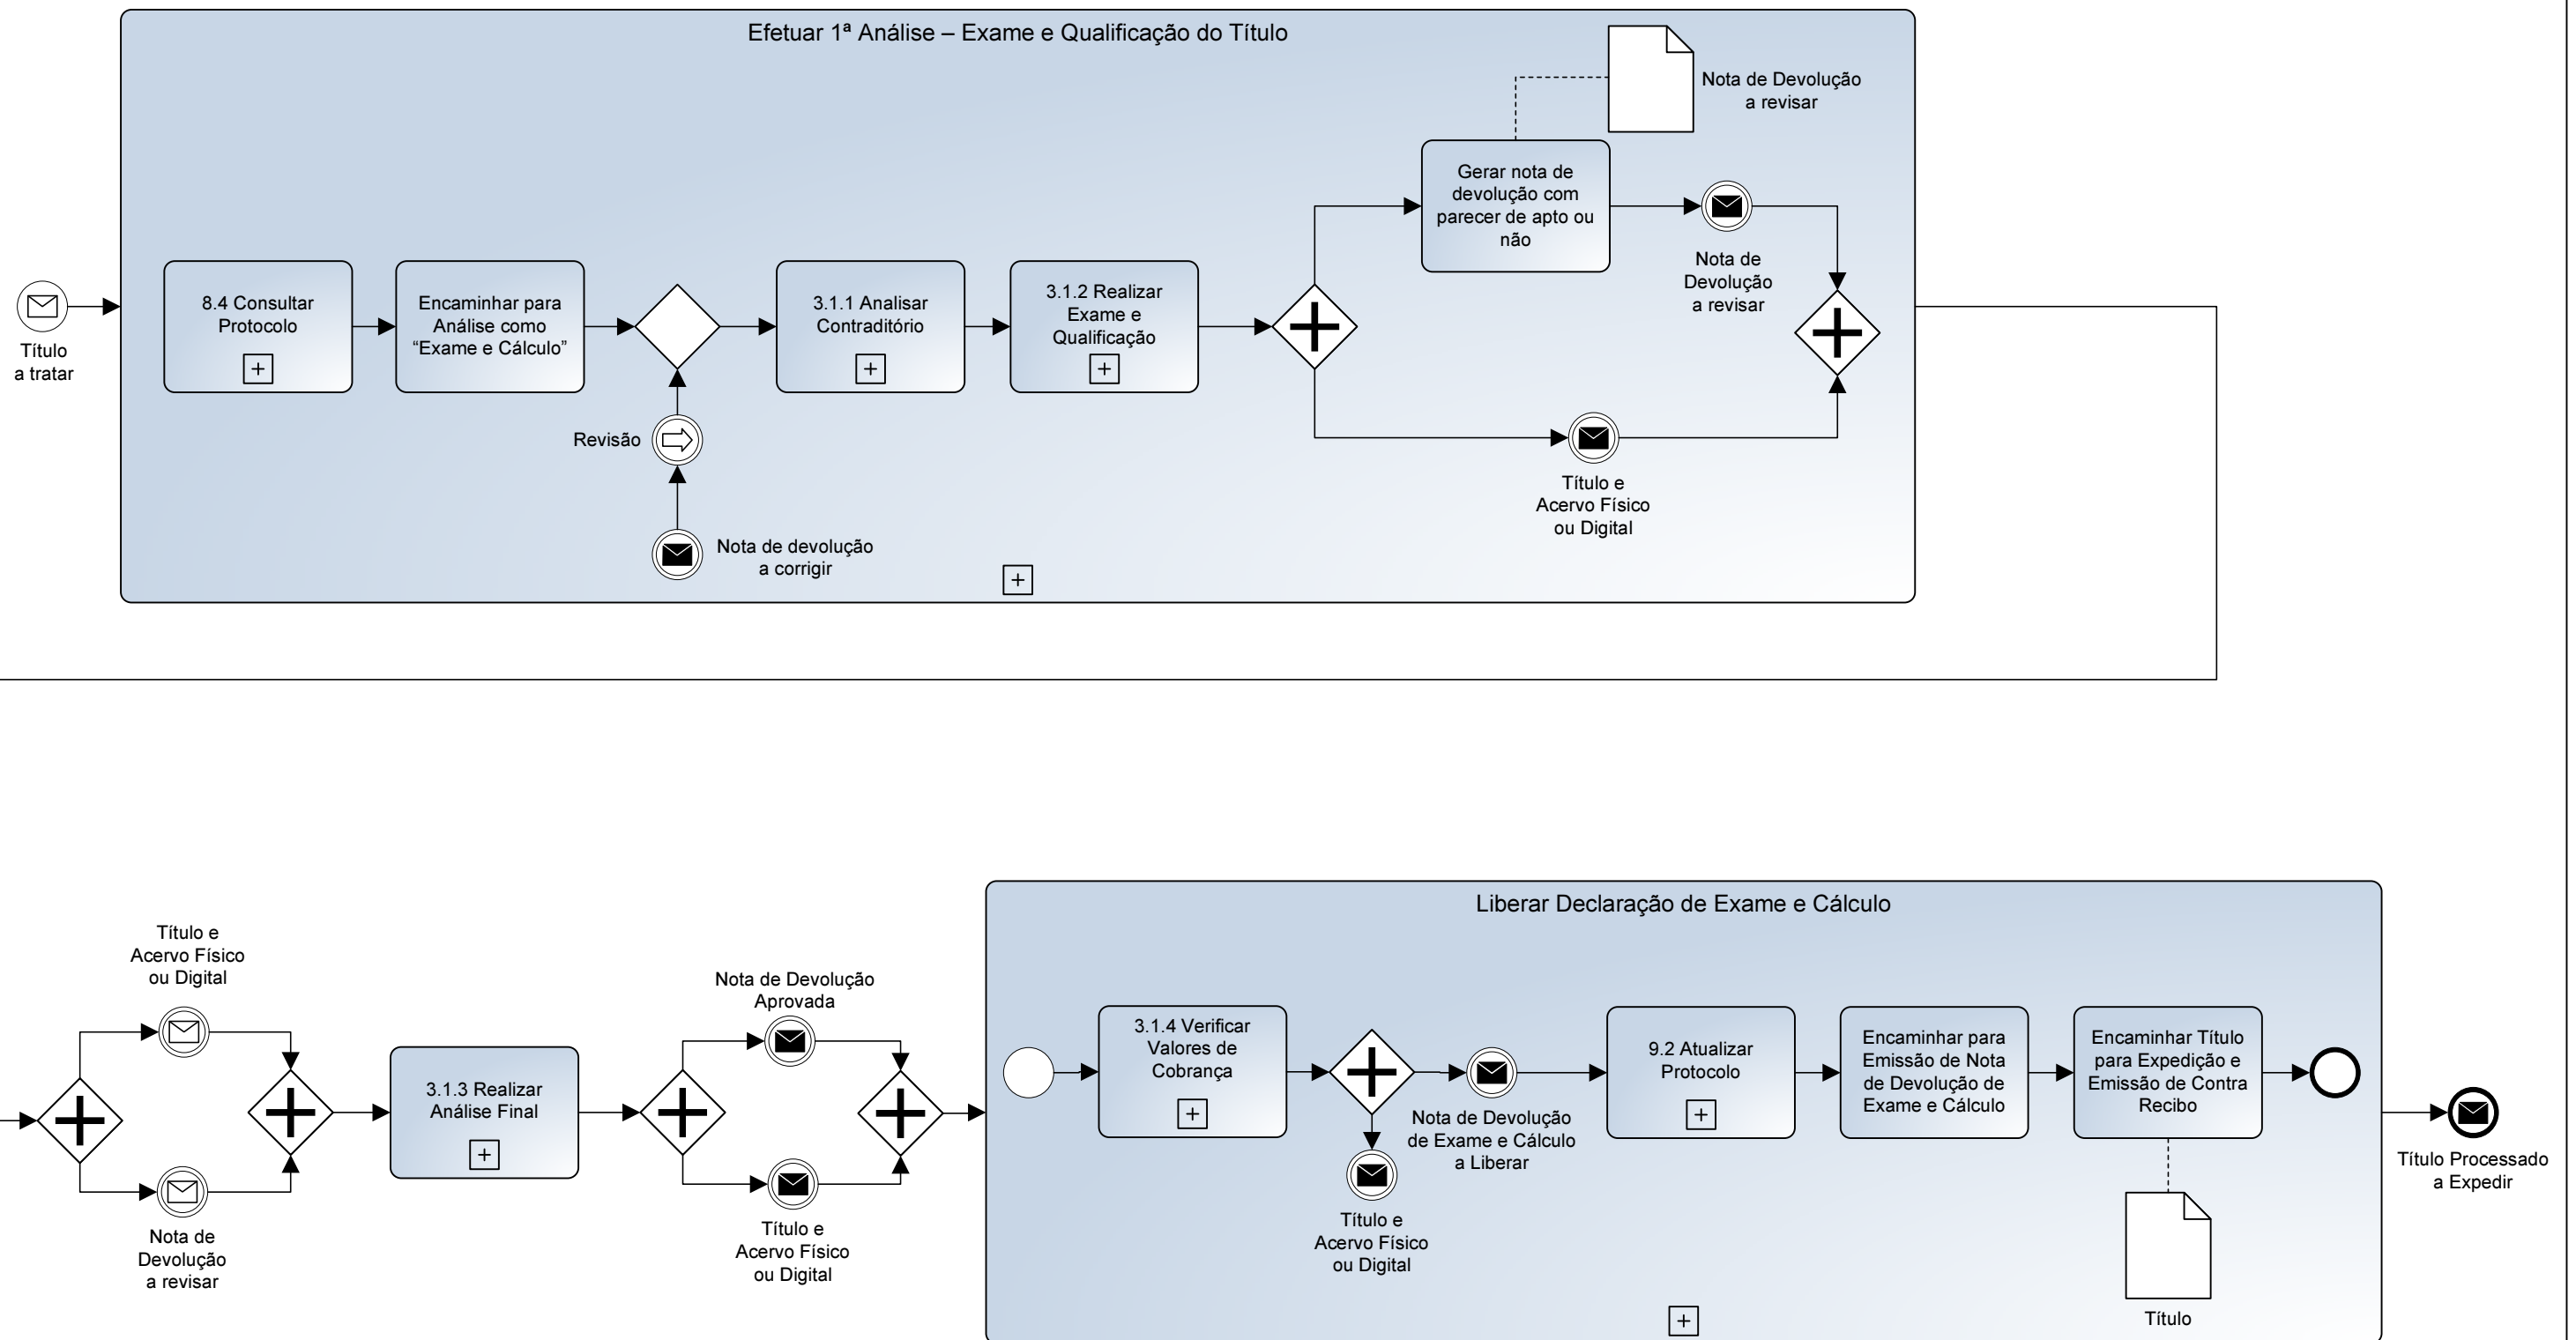 Efetuar 1ª Análise – Exame e Qualificação do Título
Nota de Devolução
a revisar
Gerar nota de
devolução com
parecer de apto ou
não
Nota de
Devolução
a revisar
Título
a tratar
8.4 Consultar
Protocolo
Encaminhar para
Análise como
“Exame e Cálculo”
3.1.1 Analisar
Contraditório
3.1.2 Realizar
Exame e
Qualificação
Revisão
Nota de devolução
a corrigir
Título e
Acervo Físico
ou Digital
Título e
Acervo Físico
ou Digital
Nota de
Devolução
a revisar
3.1.3 Realizar
Análise Final
Nota de Devolução
Aprovada
Título e
Acervo Físico
ou Digital
Liberar Declaração de Exame e Cálculo
3.1.4 Verificar
Valores de
Cobrança
Título e
Acervo Físico
ou Digital
Nota de Devolução
de Exame e Cálculo
a Liberar
9.2 Atualizar
Protocolo
Encaminhar para
Emissão de Nota
de Devolução de
Exame e Cálculo
Encaminhar Título
para Expedição e
Emissão de Contra
Recibo
Título
Título Processado
a Expedir